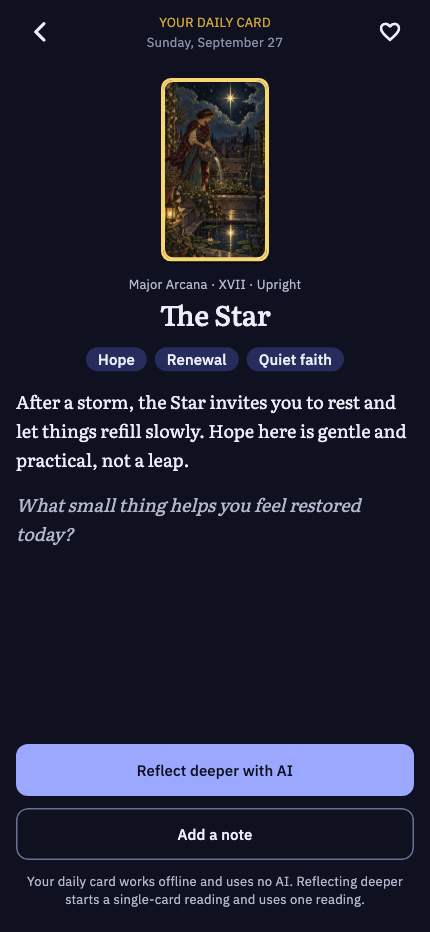 YOUR DAILY CARD
Sunday, September 27
Major Arcana · XVII · Upright
The Star
Hope
Renewal
Quiet faith
After a storm, the Star invites you to rest and
let things refill slowly. Hope here is gentle and
practical, not a leap.
What small thing helps you feel restored
today?
Reflect deeper with AI
Add a note
Your daily card works offline and uses no AI. Reflecting deeper
starts a single-card reading and uses one reading.